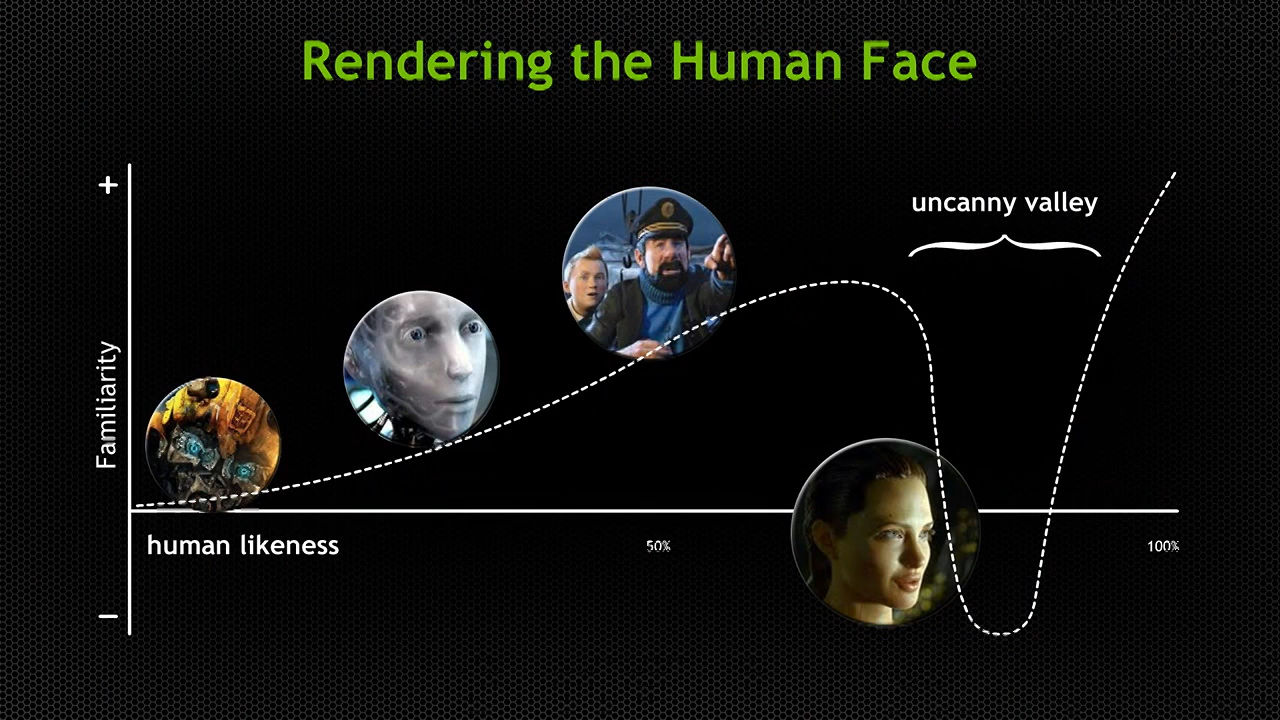 Rendering the Human Face
+
uncanny valley
Familiarity
human likeness
50%
100%
–